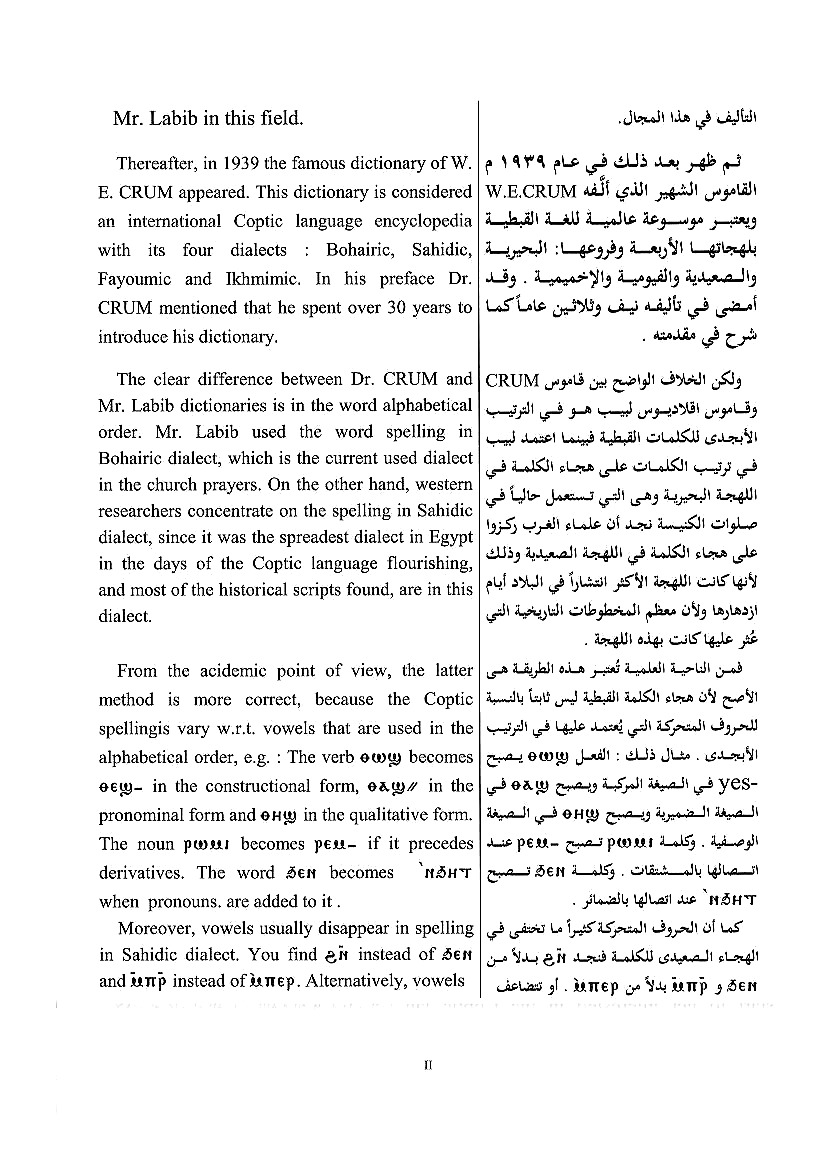 Mr. Labib in this field.
Thereafter, in 1939 the famous dictionary of W.
E. CRUM appeared. This dictionary is considered
an international Coptic language encyclopedia
with its four dialects : Bohairic, Sahidic,
Fayoumic and Ikhmimic. In his preface Dr.
CRUM mentioned that he spent over 30 years to
introduce his dictionary.
The clear difference between Dr. CRUM and
Mr. Labib dictionaries is in the word alphabetical
order. Mr. Labib used the word spelling in
Bohairic dialect, which is the current used dialect
in the church prayers. On the other hand, western
researchers concentrate on the spelling in Sahidic
dialect, since it was the spreadest dialect in Egypt
in the days of the Coptic language flourishing,
and most of the historical scripts found, are in this
dialect.
From the acidemic point of view, the latter
method is more correct, because the Coptic
spellingis vary w.r.t. vowels that are used in the
alphabetical order, e.g. : The verb ⲑⲱϣ becomes
ⲑⲉϣ- in the constructional form, ⲑⲁϣ⫽ in the
pronominal form and ⲑⲏϣ in the qualitative form.
The noun ⲣⲱⲙⲓ becomes ⲣⲉⲙ- if it precedes
derivatives. The word ϧⲉⲛ becomes `ⲛϧⲏⲧ
when pronouns. are added to it .
Moreover, vowels usually disappear in spelling
in Sahidic dialect. You find ϩⲛ̄ instead of ϧⲉⲛ
and ⲙ̄ⲡⲣ̄ instead of ⲙ̀ⲡⲉⲣ. Alternatively, vowels
التأليف في هذا المجال.
ثم ظهر بعد ذلك في عام ١٩٣٩ م
القاموس الشهير الذي ألَّفه W.E.CRUM
ويعتبر موسوعة عالمية للغة القبطية
بلهجاتها الأربعة وفروعها: البحيرية
والصعيدية والفيومية والإخميمية . وقد
أمضى في تأليفه نيف وثلاثين عاماً كما
شرح في مقدمته .
ولكن الخلاف الواضح بين قاموس CRUM
وقاموس اقلاديوس لبيب هو في الترتيب
الأبجدى للكلمات القبطية فبينما اعتمد لبيب
في ترتيب الكلمات على هجاء الكلمة في
اللهجة البحيرية وهى التي تستعمل حالياً في
صلوات الكنيسة نجد أن علماء الغرب ركزوا
على هجاء الكلمة في اللهجة الصعيدية وذلك
لأنها كانت اللهجة الأكثر انتشاراً في البلاد أيام
ازدهارها ولأن معظم المخطوطات التاريخية التي
عُثر عليها كانت بهذه اللهجة .
فمن الناحية العلمية تُعتبر هذه الطريقة هى
الأصح لأن هجاء الكلمة القبطية ليس ثابتاً بالنسبة
للحروف المتحركة التي يُعتمد عليها في الترتيب
الأبجدى . مثال ذلك : الفعل ⲑⲱϣ يصبح
yes- في الصيغة المركبة ويصبح ⲑⲁϣ في
الصيغة الضميرية ويصبح ⲑⲏϣ في الصيغة
الوصفية . وكلمة ⲣⲱⲙⲓ تصبح ⲣⲉⲙ- عند
اتصالها بالمشتقات . وكلمة ϧⲉⲛ تصبح
`ⲛϧⲏⲧ عند اتصالها بالضمائر .
كما أن الحروف المتحركة كثيراً ما تختفى في
الهجاء الصعيدى للكلمة فنجد ϩⲛ̄ بدلاً من
ϧⲉⲛ و ⲙ̄ⲡⲣ̄ بدلاً من ⲙ̀ⲡⲉⲣ . أو تتضاعف
II